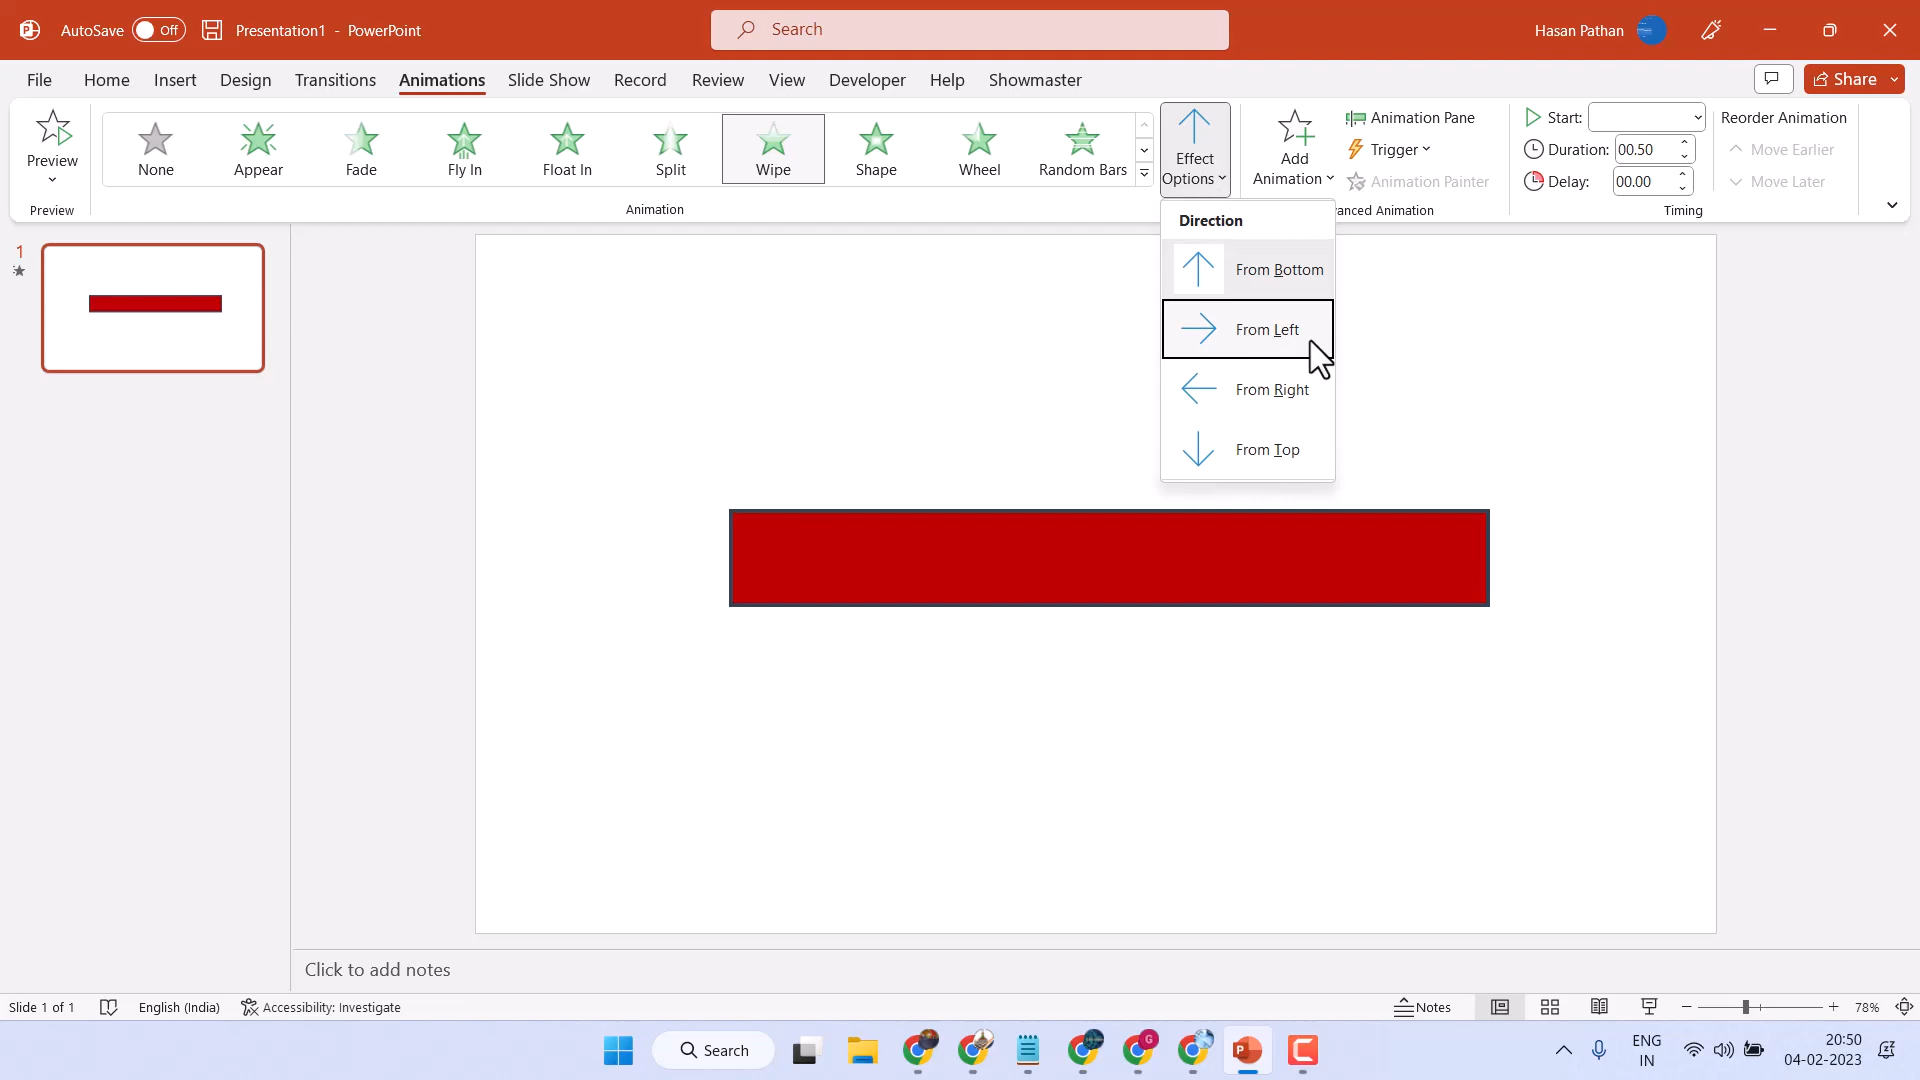 AutoSave Off Presentation1 - PowerPoint Search Hasan Pathan
File Home Insert Design Transitions Animations Slide Show Record Review View Developer Help Showmaster Share
Preview
None Appear Fade Fly In Float In Split Wipe Shape Wheel Random Bars
Effect Options
Add Animation
Animation Pane
Trigger
Animation Painter
Start:
Duration: 00.50
Delay: 00.00
Reorder Animation
Move Earlier
Move Later
Preview Animation anced Animation Timing
Direction
From Bottom
From Left
From Right
From Top
1
Click to add notes
Slide 1 of 1 English (India) Accessibility: Investigate Notes 78%
Search
G
ENG
IN
20:50
04-02-2023